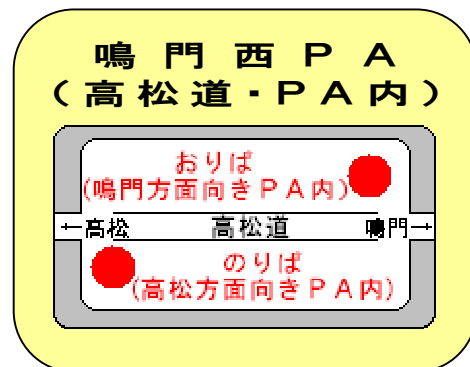 鳴門西ＰＡ
（高松道・ＰＡ内）
おりば
(鳴門方面向きＰＡ内)
←高松 高松道 鳴門→
のりば
(高松方面向きＰＡ内)